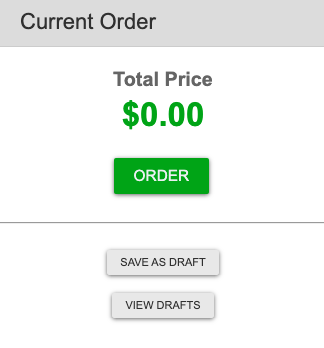 Current Order
Total Price
$0.00
ORDER
SAVE AS DRAFT
VIEW DRAFTS